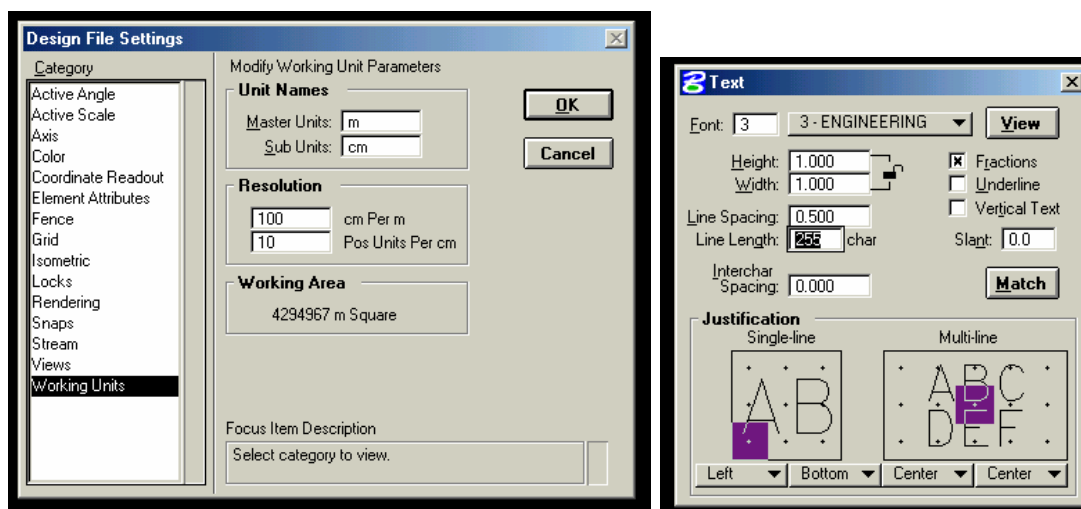 Design File Settings
Category
Active Angle
Active Scale
Axis
Color
Coordinate Readout
Element Attributes
Fence
Grid
Isometric
Locks
Rendering
Snaps
Stream
Views
Working Units
Modify Working Unit Parameters
Unit Names
Master Units: m
Sub Units: cm
OK
Cancel
Resolution
100 cm Per m
10 Pos Units Per cm
Working Area
4294967 m Square
Focus Item Description
Select category to view.
Text
Font: 3 3 - ENGINEERING View
Height: 1.000
Width: 1.000
Fractions
Underline
Vertical Text
Line Spacing: 0.500
Line Length: 255 char
Slant: 0.0
Interchar
Spacing: 0.000
Match
Justification
Single-line
AB
Multi-line
ABC
DEF
Left Bottom Center Center